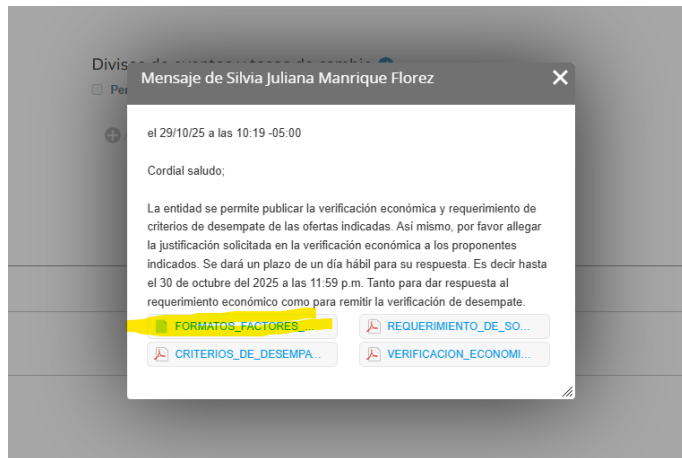 Mensaje de Silvia Juliana Manrique Florez
Per
el 29/10/25 a las 10:19 -05:00
Cordial saludo;
La entidad se permite publicar la verificación económica y requerimiento de
criterios de desempate de las ofertas indicadas. Así mismo, por favor allegar
la justificación solicitada en la verificación económica a los proponentes
indicados. Se dará un plazo de un día hábil para su respuesta. Es decir hasta
el 30 de octubre del 2025 a las 11:59 p.m. Tanto para dar respuesta al
requerimiento económico como para remitir la verificación de desempate.
FORMATOS_FACTORES_... REQUERIMIENTO_DE_SO...
CRITERIOS_DE_DESEMPA... VERIFICACION_ECONOMI...